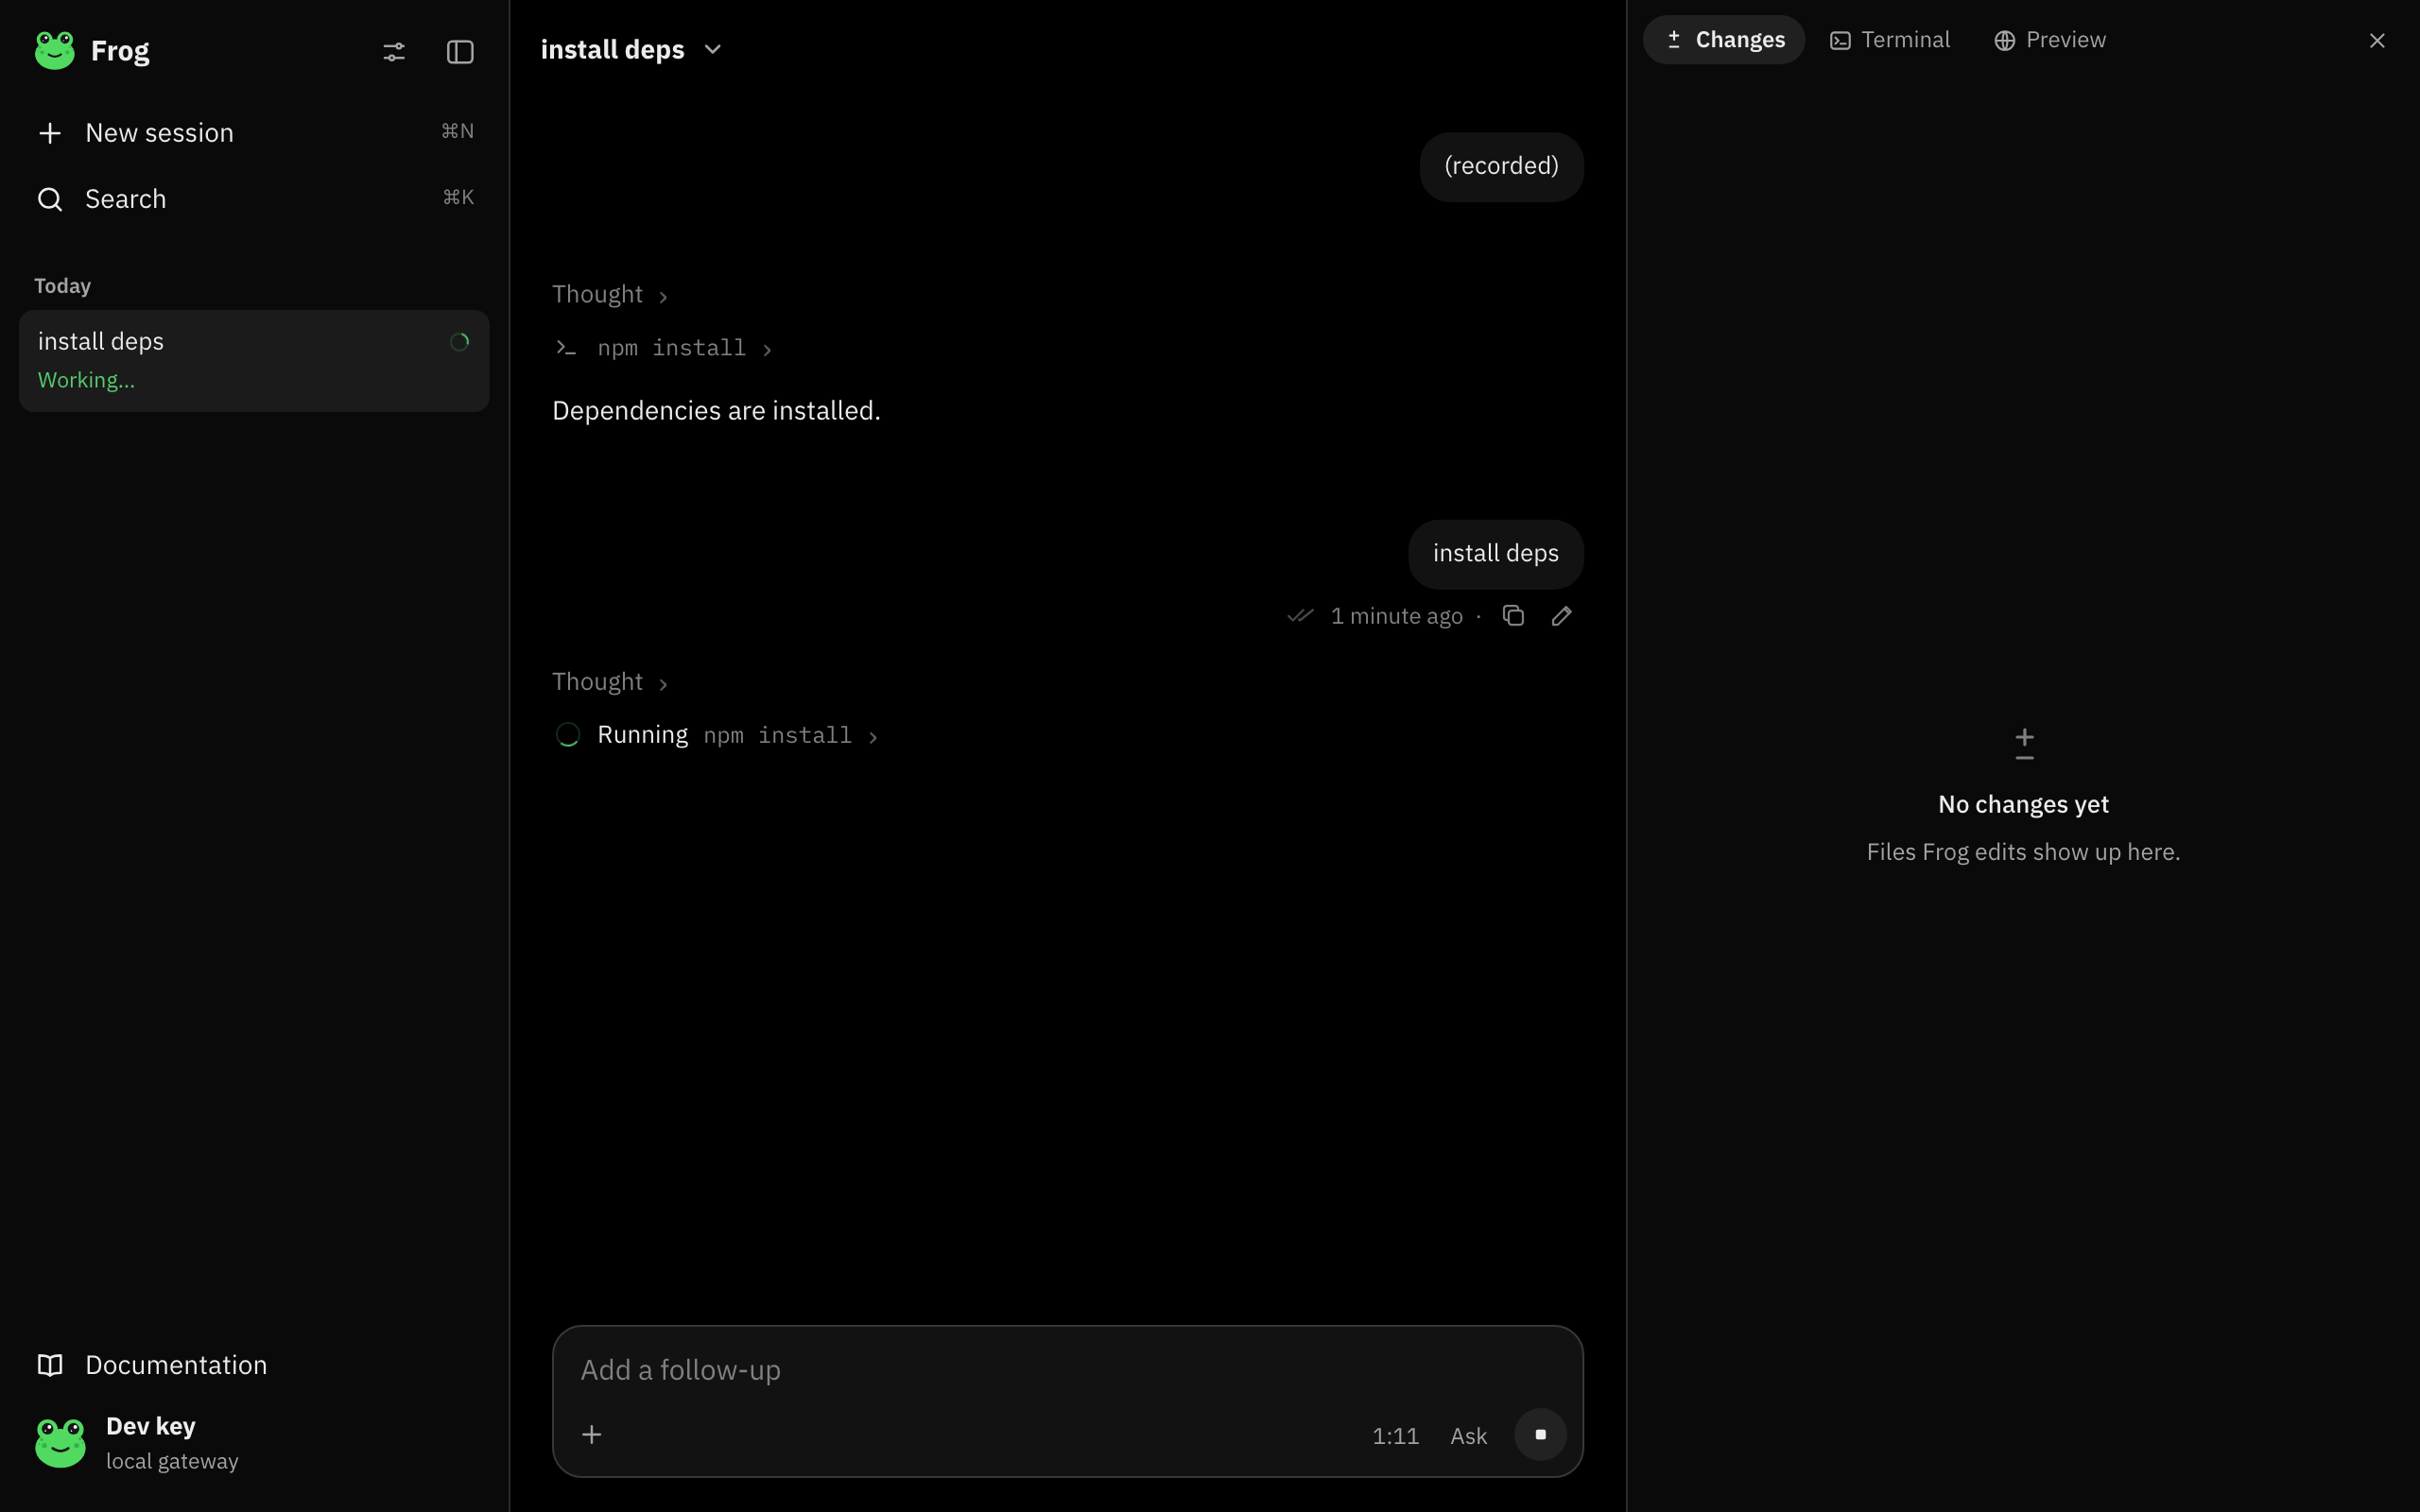 Frog
New session ⌘N
Search ⌘K
Today
install deps
Working...
Documentation
Dev key
local gateway
install deps
(recorded)
Thought
npm install
Dependencies are installed.
install deps
1 minute ago ·
Thought
Running npm install
Add a follow-up
1:11 Ask
Changes Terminal Preview
No changes yet
Files Frog edits show up here.